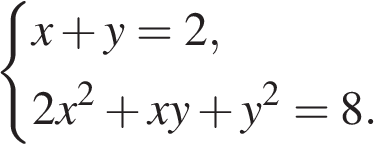 x + y = 2,
2x² + xy + y² = 8.